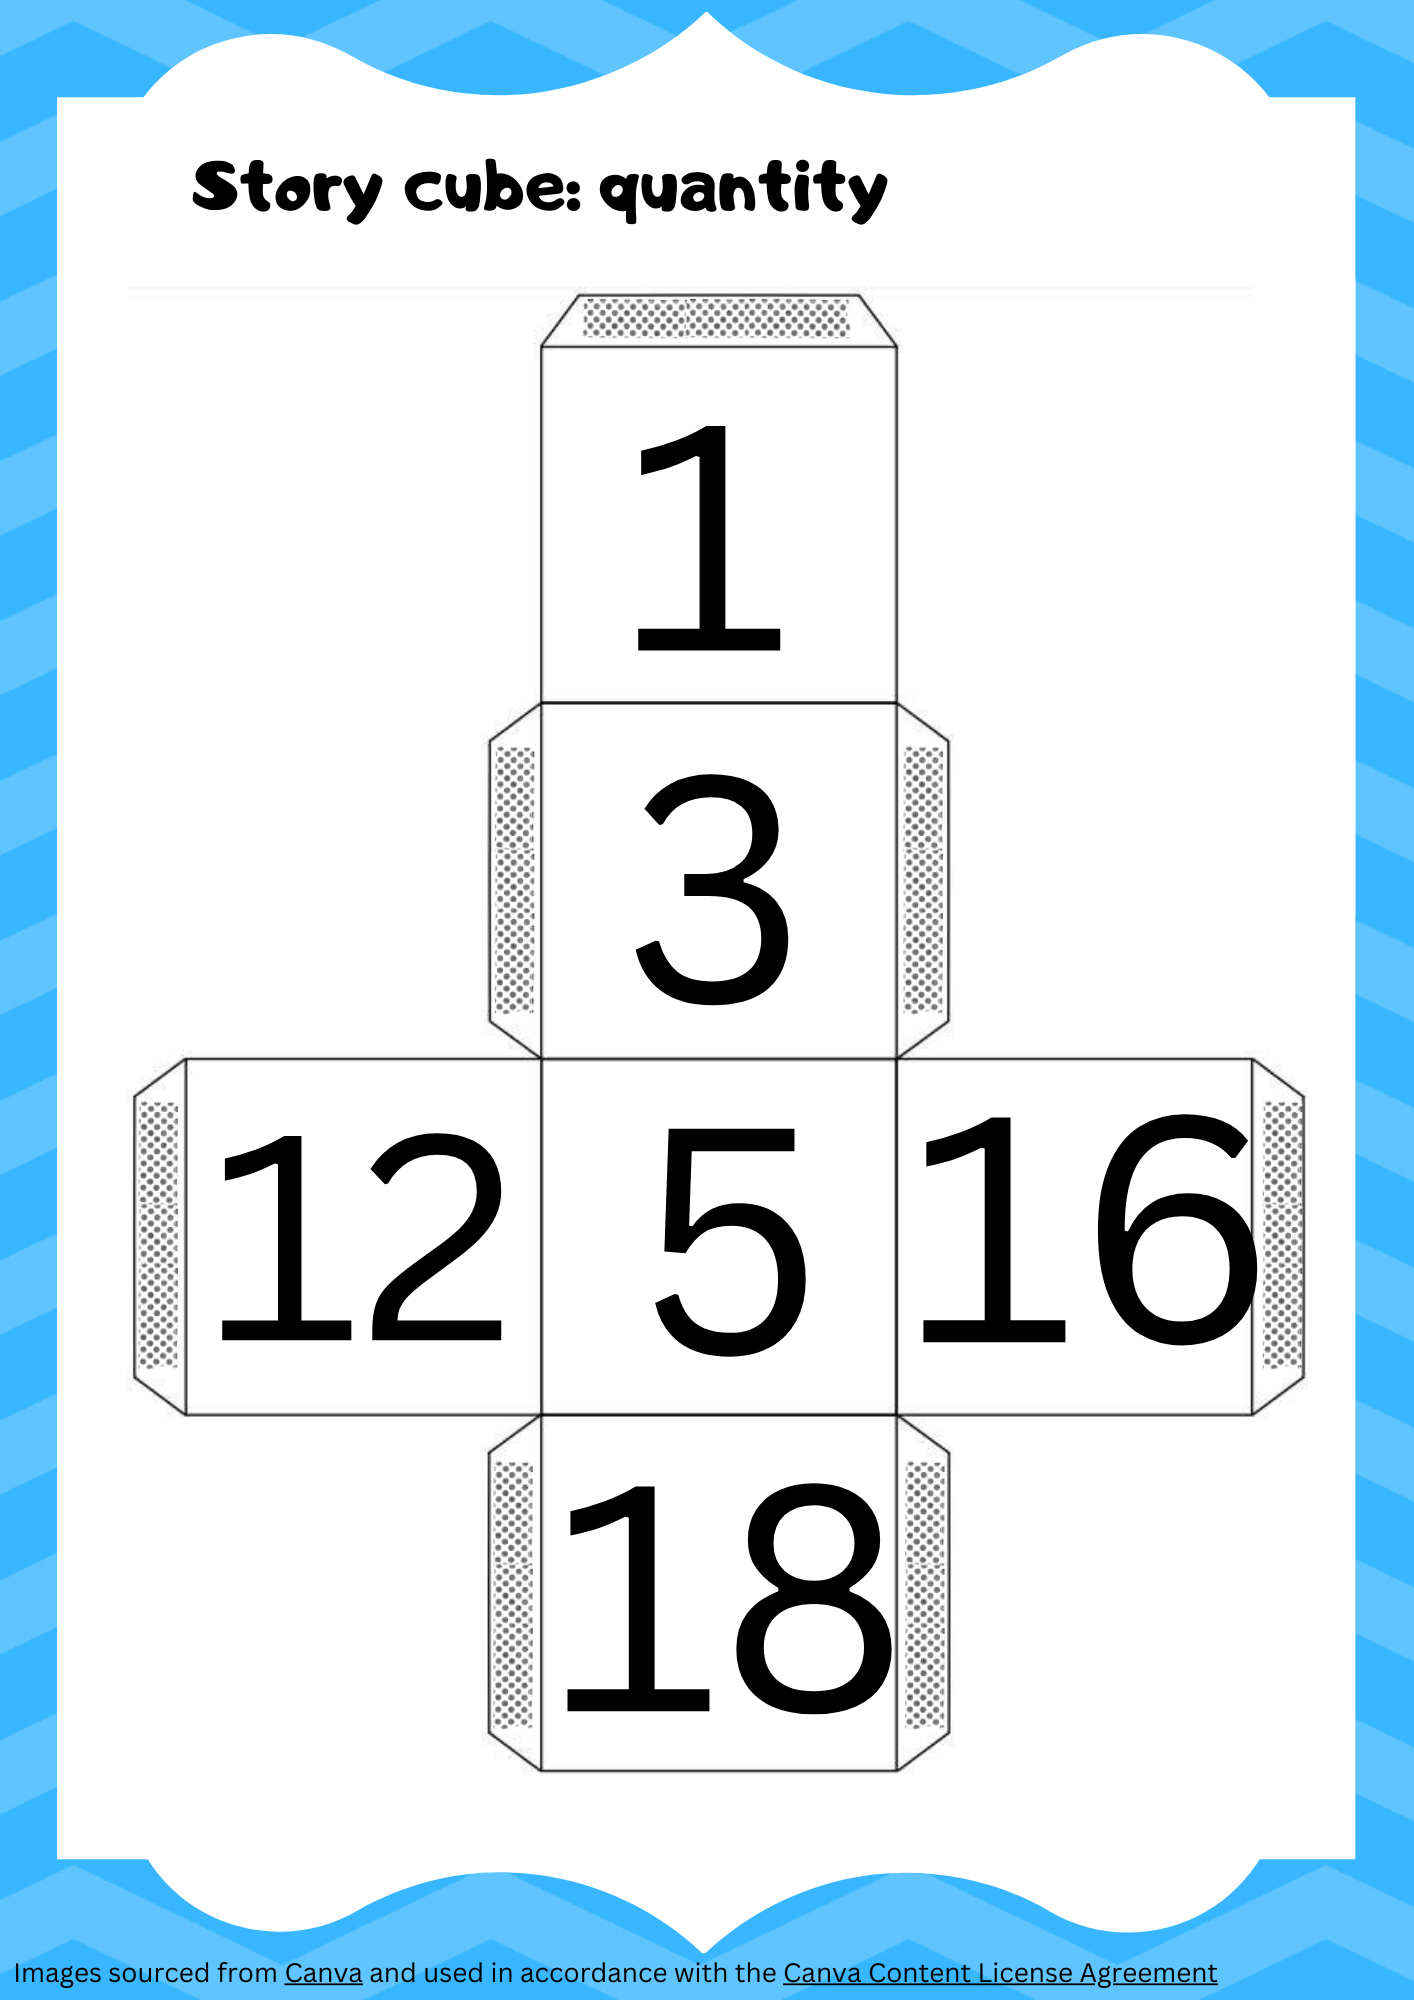 Story cube: quantity
1
3
12 5 16
18
Images sourced from Canva and used in accordance with the Canva Content License Agreement